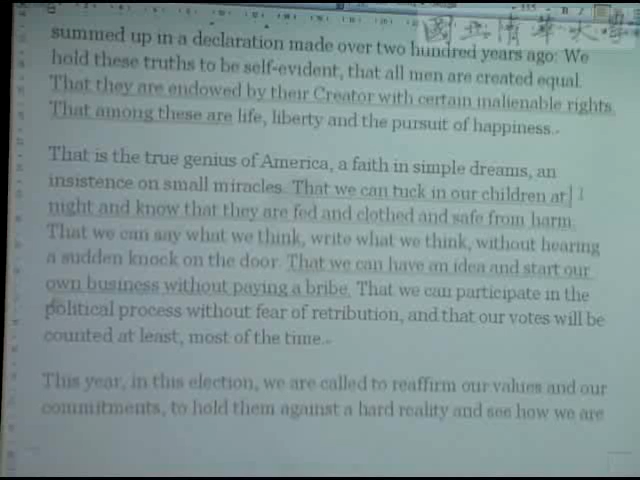 國立清華大學
summed up in a declaration made over two hundred years ago: We
hold these truths to be self-evident, that all men are created equal.
That they are endowed by their Creator with certain inalienable rights.
That among these are life, liberty and the pursuit of happiness.
That is the true genius of America, a faith in simple dreams, an
insistence on small miracles. That we can tuck in our children at
night and know that they are fed and clothed and safe from harm.
That we can say what we think, write what we think, without hearing
a sudden knock on the door. That we can have an idea and start our
own business without paying a bribe. That we can participate in the
political process without fear of retribution, and that our votes will be
counted at least, most of the time.
This year, in this election, we are called to reaffirm our values and our
commitments, to hold them against a hard reality and see how we are